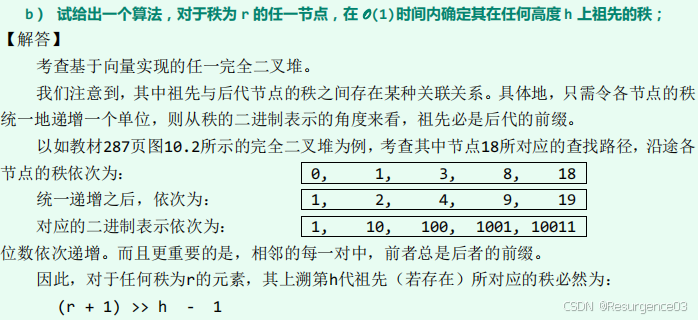 b) 试给出一个算法,对于秩为 r 的任一节点,在 O(1)时间内确定其在任何高度 h 上祖先的秩;
【解答】
考查基于向量实现的任一完全二叉堆。
我们注意到,其中祖先与后代节点的秩之间存在某种关联关系。具体地,只需令各节点的秩
统一地递增一个单位,则从秩的二进制表示的角度来看,祖先必是后代的前缀。
以如教材287页图10.2所示的完全二叉堆为例,考查其中节点18所对应的查找路径,沿途各
节点的秩依次为: 0, 1, 3, 8, 18
统一递增之后,依次为: 1, 2, 4, 9, 19
对应的二进制表示依次为: 1, 10, 100, 1001, 10011
位数依次递增。而且更重要的是,相邻的每一对中,前者总是后者的前缀。
因此,对于任何秩为r的元素,其上溯第h代祖先(若存在)所对应的秩必然为:
(r + 1) >> h - 1
CSDN @Resurgence03